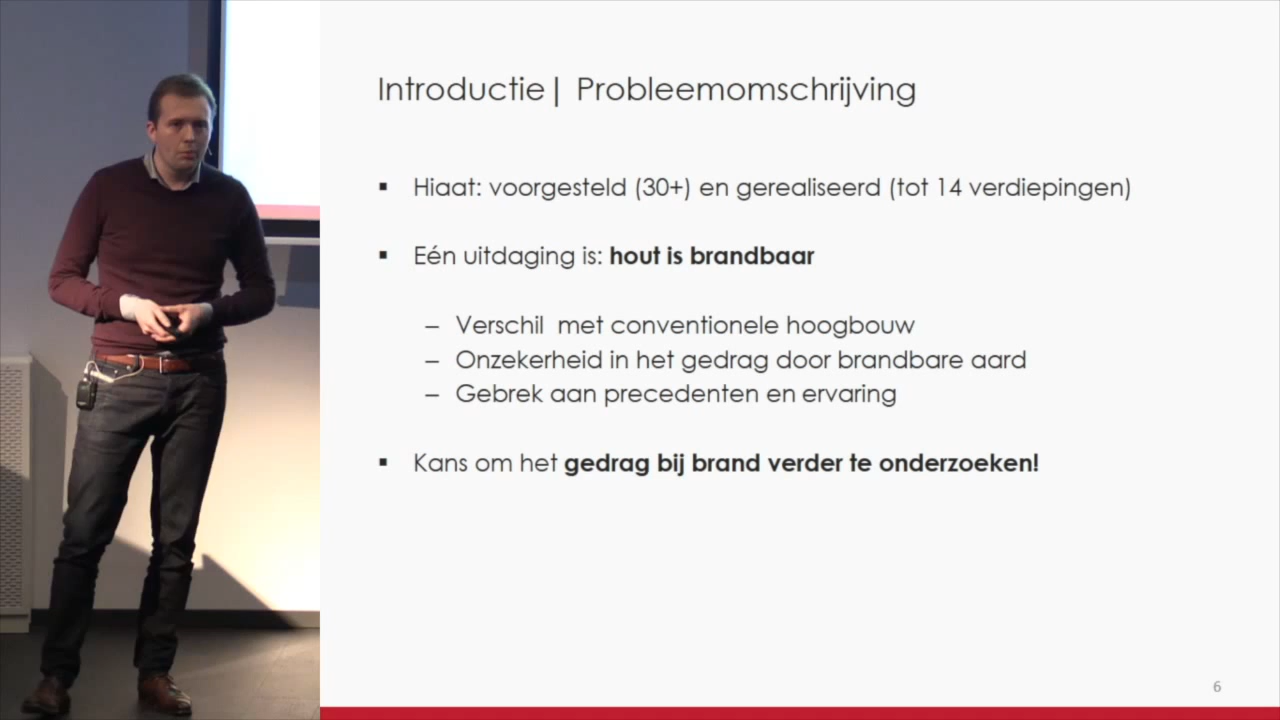 Introductie| Probleemomschrijving
▪ Hiaat: voorgesteld (30+) en gerealiseerd (tot 14 verdiepingen)
▪ Eén uitdaging is: hout is brandbaar
– Verschil met conventionele hoogbouw
– Onzekerheid in het gedrag door brandbare aard
– Gebrek aan precedenten en ervaring
▪ Kans om het gedrag bij brand verder te onderzoeken!
6